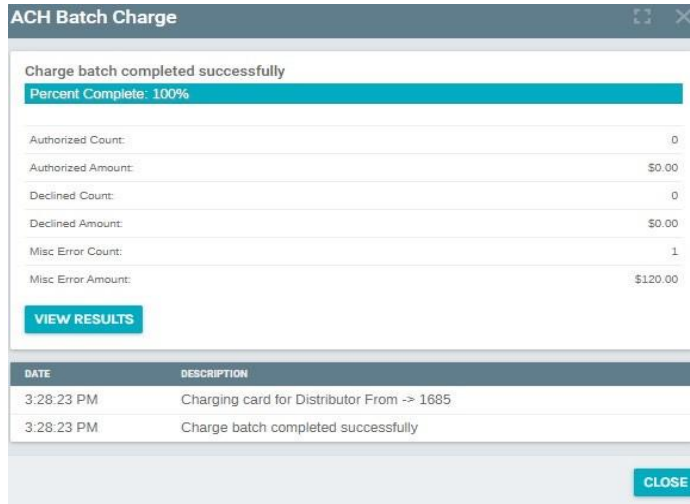 ACH Batch Charge
Charge batch completed successfully
Percent Complete: 100%
Authorized Count: 0
Authorized Amount: $0.00
Declined Count: 0
Declined Amount: $0.00
Misc Error Count: 1
Misc Error Amount: $120.00
VIEW RESULTS
DATE DESCRIPTION
3:28:23 PM Charging card for Distributor From -> 1685
3:28:23 PM Charge batch completed successfully
CLOSE